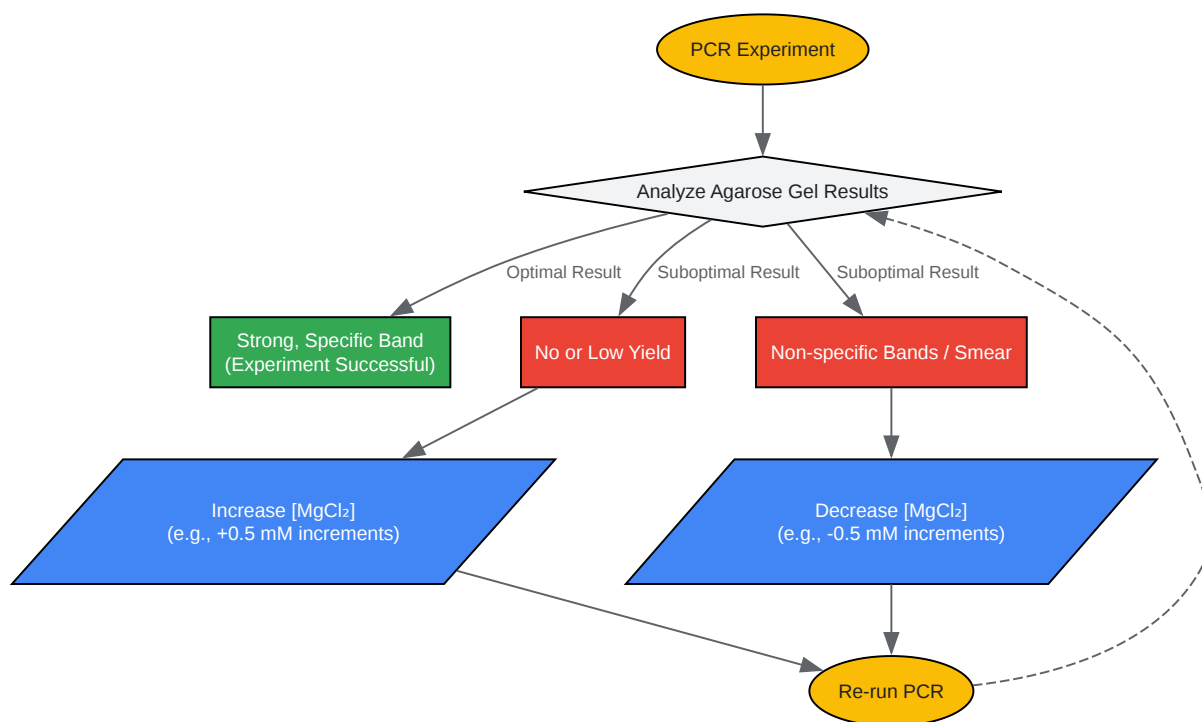 PCR Experiment
Analyze Agarose Gel Results
Optimal Result
Suboptimal Result
Suboptimal Result
Strong, Specific Band
(Experiment Successful)
No or Low Yield
Non-specific Bands / Smear
Increase [MgCl₂]
(e.g., +0.5 mM increments)
Decrease [MgCl₂]
(e.g., -0.5 mM increments)
Re-run PCR